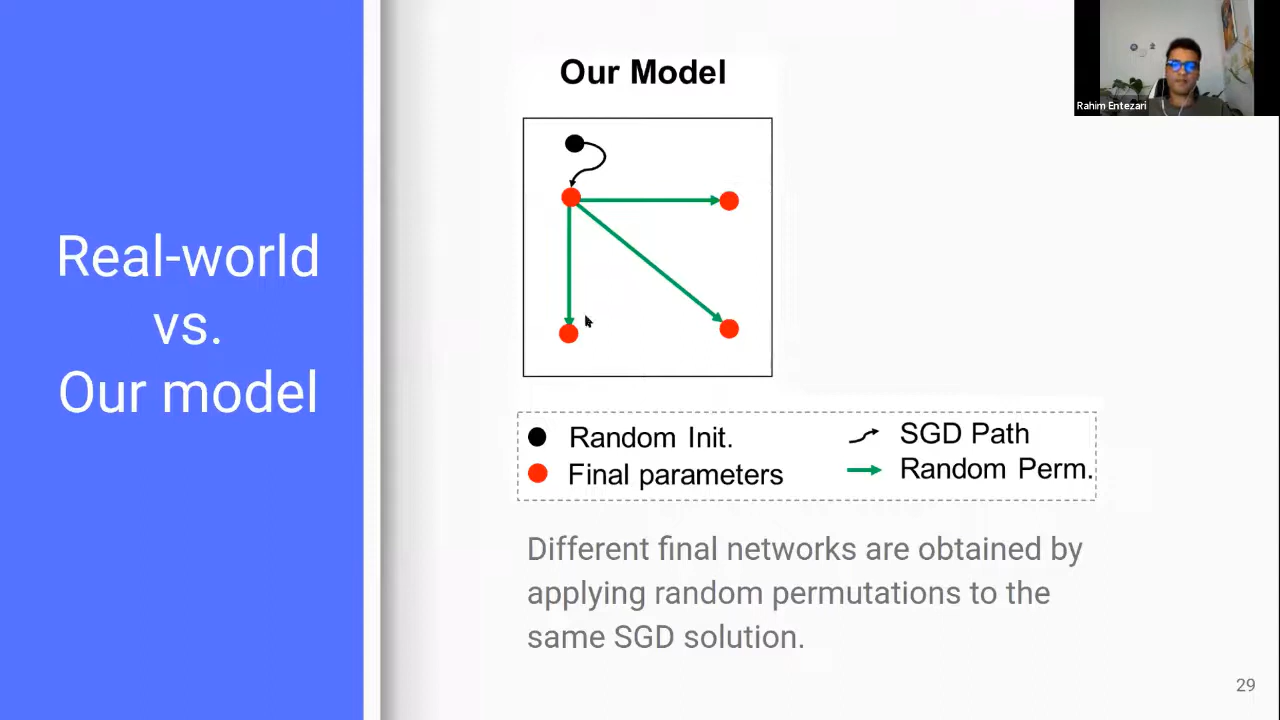 Real-world
vs.
Our model
Our Model
Rahim Entezari
Random Init.
SGD Path
Final parameters
Random Perm.
Different final networks are obtained by
applying random permutations to the
same SGD solution.
29